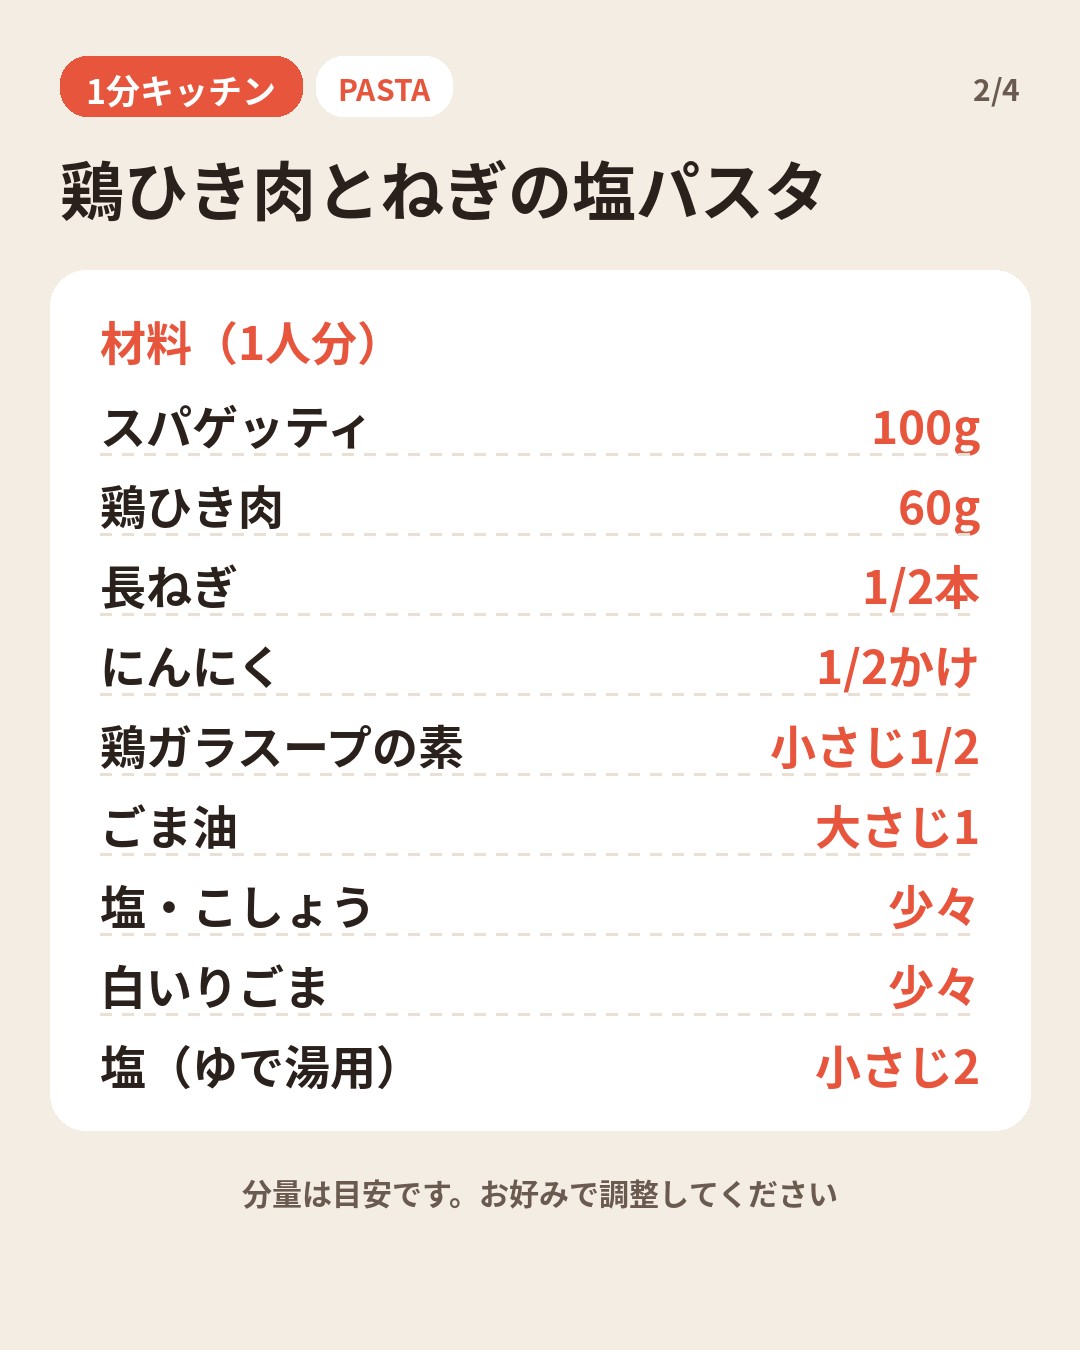 1分キッチン PASTA 2/4
鶏ひき肉とねぎの塩パスタ
材料（1人分）
スパゲッティ 100g
鶏ひき肉 60g
長ねぎ 1/2本
にんにく 1/2かけ
鶏ガラスープの素 小さじ1/2
ごま油 大さじ1
塩・こしょう 少々
白いりごま 少々
塩（ゆで湯用） 小さじ2
分量は目安です。お好みで調整してください